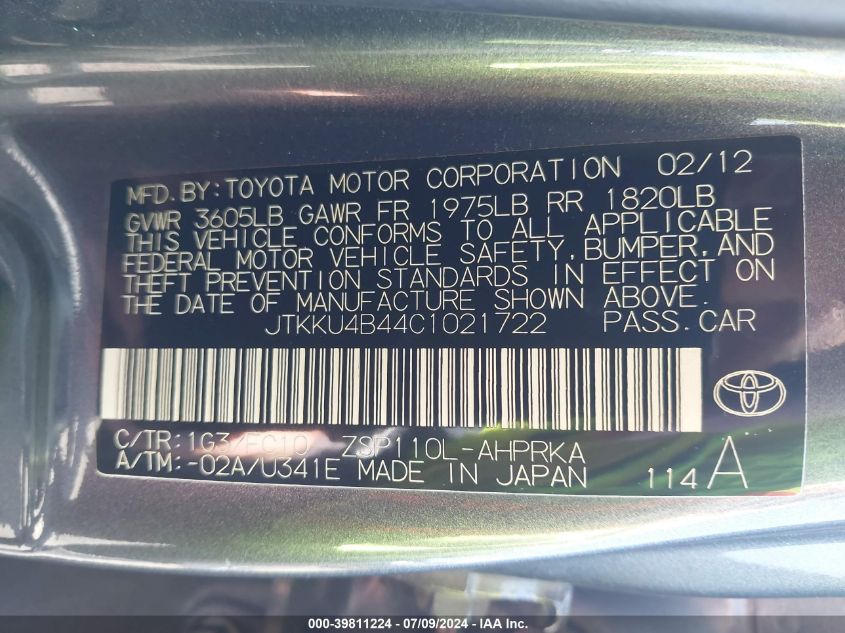 MFD.BY:TOYOTA MOTOR CORPORATION 02/12
GVWR 3605LB GAWR FR 1975LB RR 1820LB
THIS VEHICLE CONFORMS TO ALL APPLICABLE
FEDERAL MOTOR VEHICLE SAFETY,BUMPER,AND
THEFT PREVENTION STANDARDS IN EFFECT ON
THE DATE OF MANUFACTURE SHOWN ABOVE.
JTKKU4B44C1021722 PASS.CAR
C/TR:1G3/FC10 ZSP110L-AHPRKA
A/TM:-02A/U341E MADE IN JAPAN 114 A
000-39811224 / 07/09/2024 - © IAA Inc.